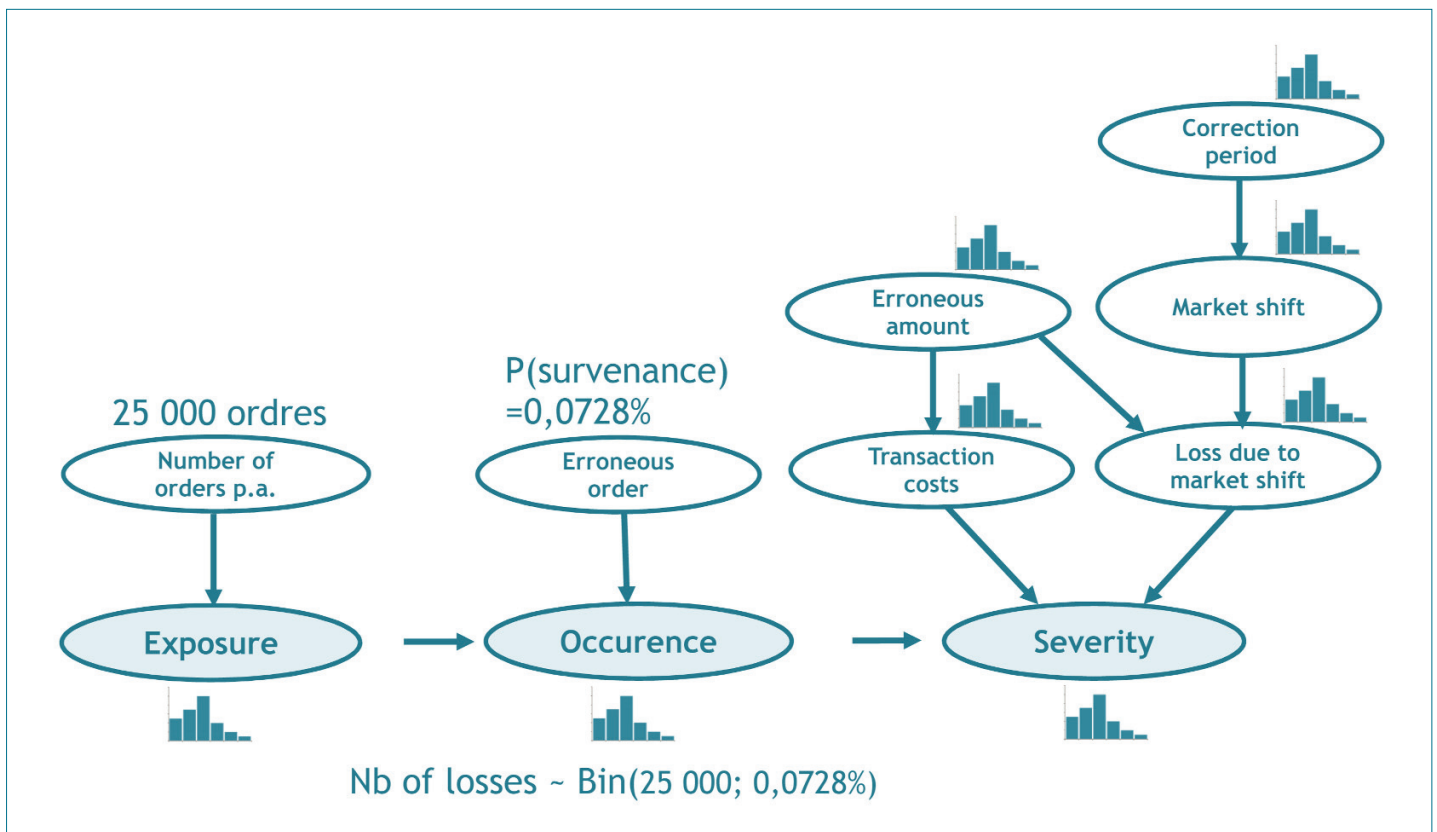 Correction
period
Market shift
Erroneous
amount
P(survenance)
=0,0728%
25 000 ordres
Number of
orders p.a.
Erroneous
order
Transaction
costs
Loss due to
market shift
Exposure
Occurence
Severity
Nb of losses ~ Bin(25 000; 0,0728%)